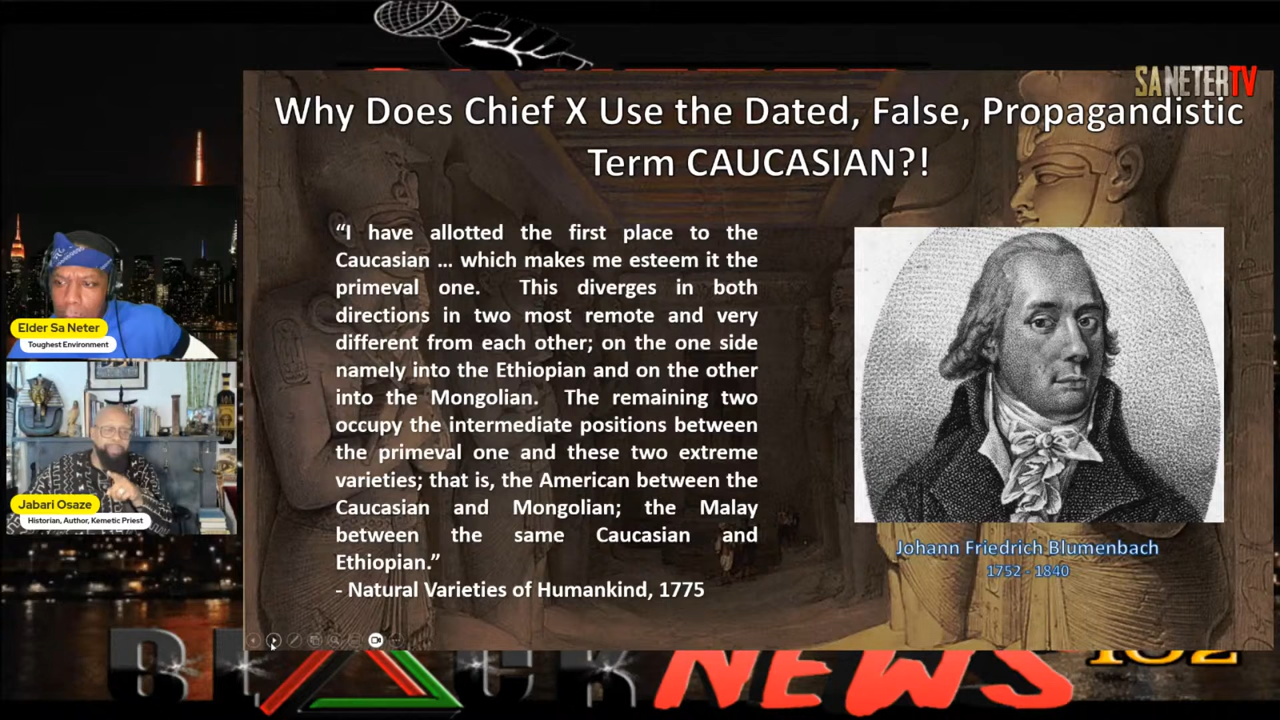 SANETERTV
Why Does Chief X Use the Dated, False, Propagandistic
Term CAUCASIAN?!
“I have allotted the first place to the
Caucasian … which makes me esteem it the
primeval one. This diverges in both
directions in two most remote and very
different from each other; on the one side
namely into the Ethiopian and on the other
into the Mongolian. The remaining two
occupy the intermediate positions between
the primeval one and these two extreme
varieties; that is, the American between the
Caucasian and Mongolian; the Malay
between the same Caucasian and
Ethiopian.”
- Natural Varieties of Humankind, 1775
Johann Friedrich Blumenbach
1752 - 1840
Elder Sa Neter
Toughest Environment
Jabari Osaze
Historian, Author, Kemetic Priest
NEWS